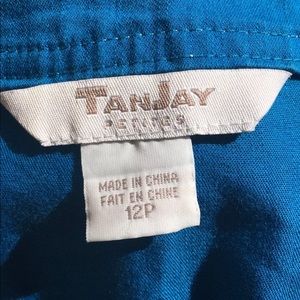 TANJAY
PETITES
MADE IN CHINA
FAIT EN CHINE
12P